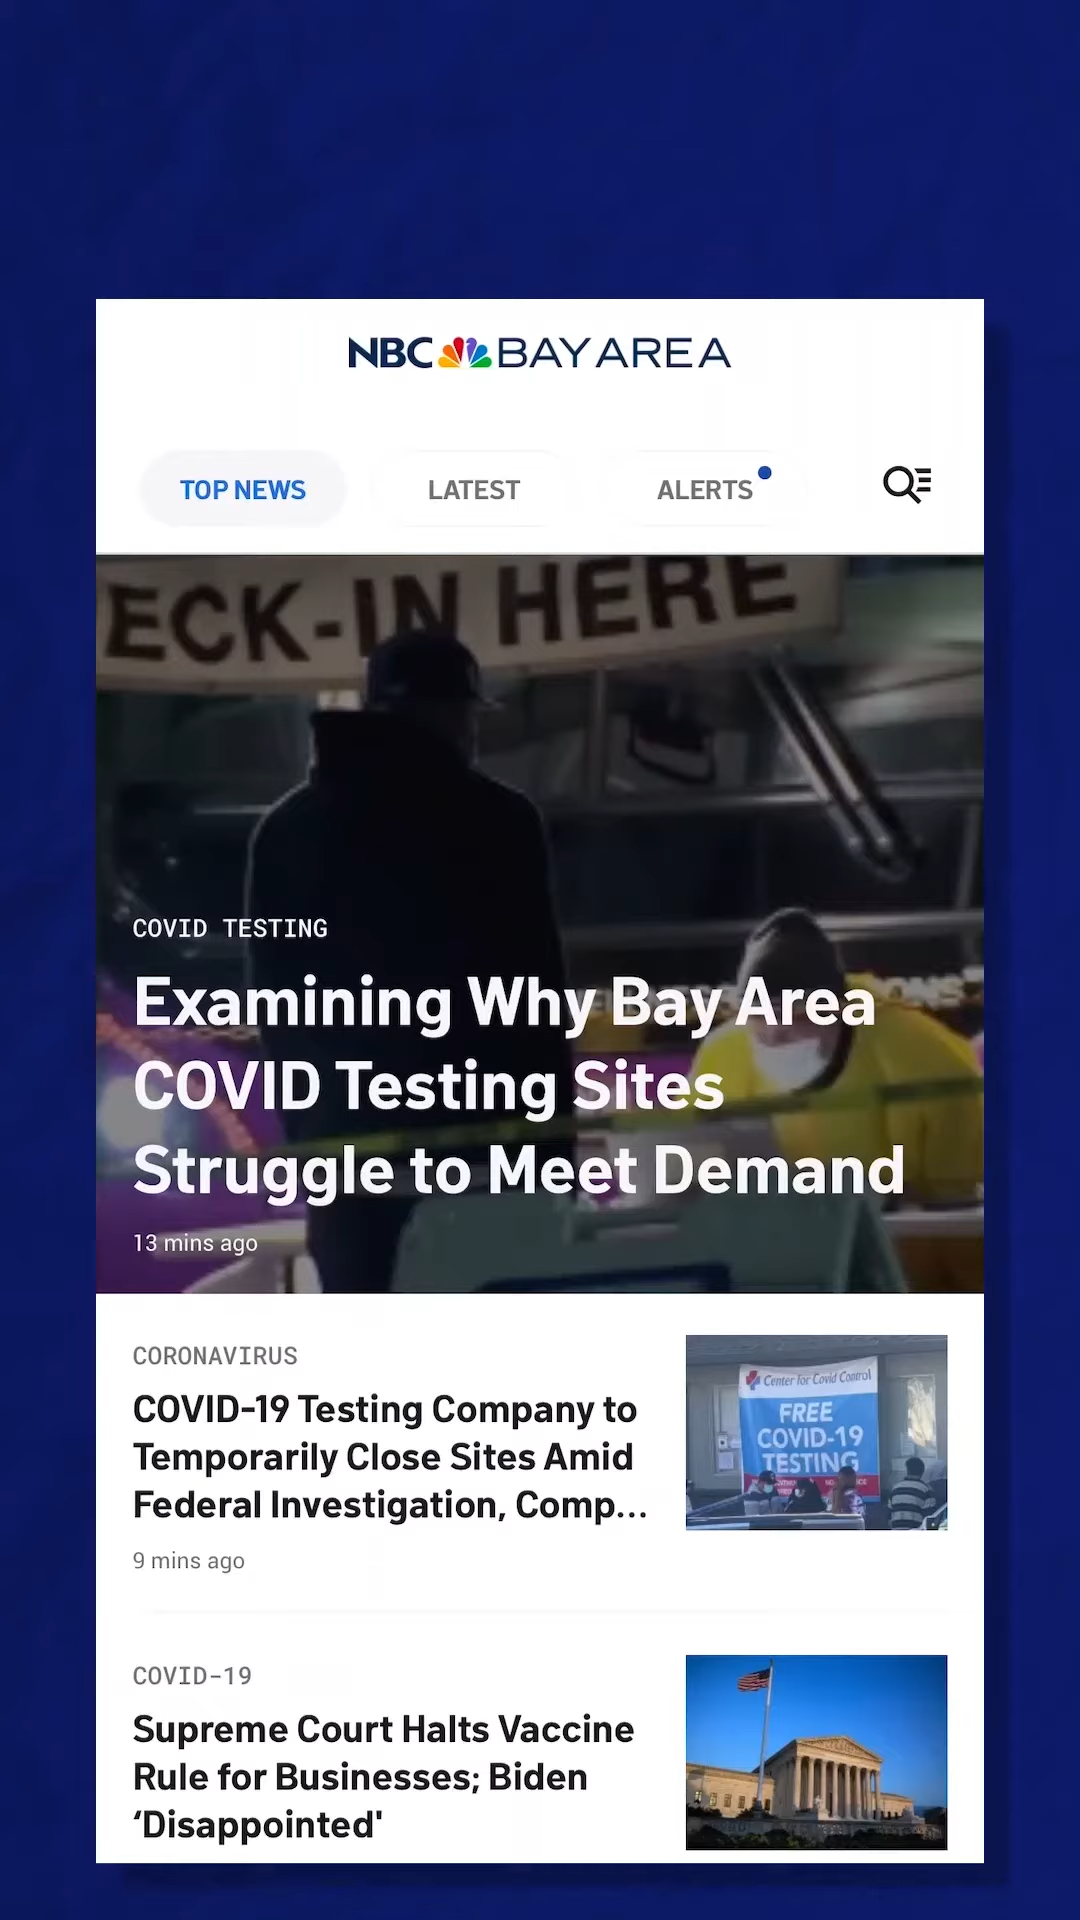 NBC BAY AREA
TOP NEWS
LATEST
ALERTS
ECK-IN HERE
COVID TESTING
Examining Why Bay Area
COVID Testing Sites
Struggle to Meet Demand
13 mins ago
CORONAVIRUS
COVID-19 Testing Company to
Temporarily Close Sites Amid
Federal Investigation, Comp...
9 mins ago
Center for Covid Control
FREE
COVID-19
TESTING
COVID-19
Supreme Court Halts Vaccine
Rule for Businesses; Biden
‘Disappointed'